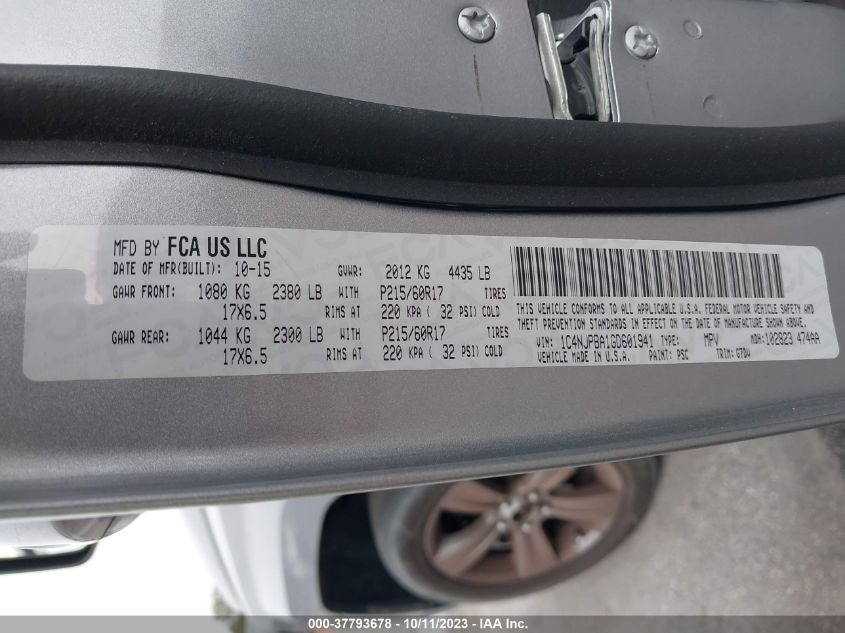 MFD BY FCA US LLC
DATE OF MFR(BUILT): 10-15 GVWR: 2012 KG 4435 LB
GAWR FRONT: 1080 KG 2380 LB WITH P215/60R17 TIRES
17X6.5 RIMS AT 220 KPA ( 32 PSI) COLD
GAWR REAR: 1044 KG 2300 LB WITH P215/60R17 TIRES
17X6.5 RIMS AT 220 KPA ( 32 PSI) COLD
THIS VEHICLE CONFORMS TO ALL APPLICABLE U.S.A. FEDERAL MOTOR VEHICLE SAFETY AND
THEFT PREVENTION STANDARDS IN EFFECT ON THE DATE OF MANUFACTURE SHOWN ABOVE.
VIN: 1C4NJPBA1GD601941 TYPE: MPV MDH:102823 474AA
VEHICLE MADE IN U.S.A. PAINT: PSC TRIM: G7DV
000-37793678 - 10/11/2023 - IAA Inc.